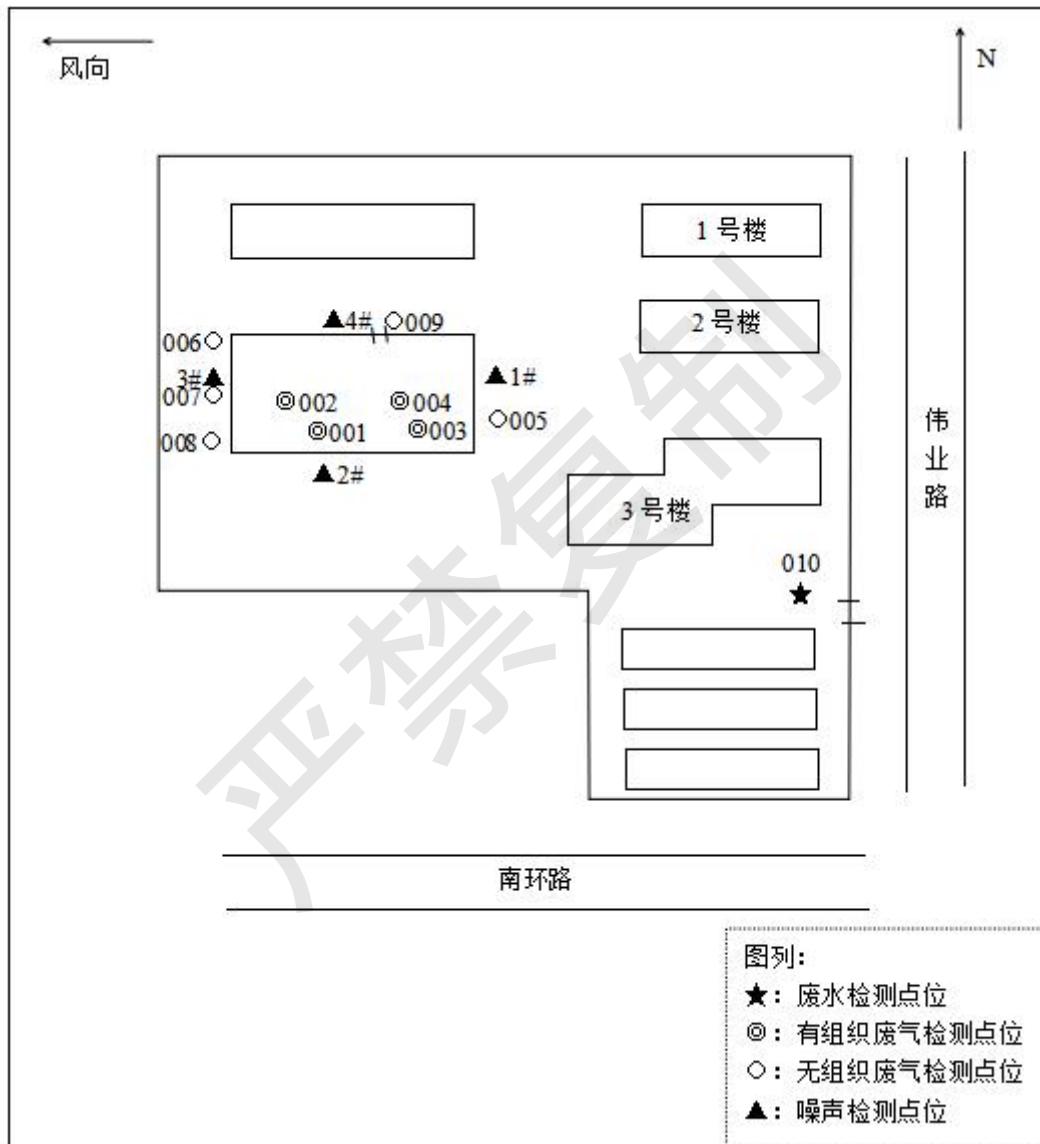 风向
N
1 号楼
2 号楼
▲4# ○009
006○
3#▲
▲1#
007○
◎002
◎004
○005
◎001
◎003
008○
▲2#
3 号楼
伟业路
010
★
南环路
图列：
★：废水检测点位
◎：有组织废气检测点位
○：无组织废气检测点位
▲：噪声检测点位
严禁复制